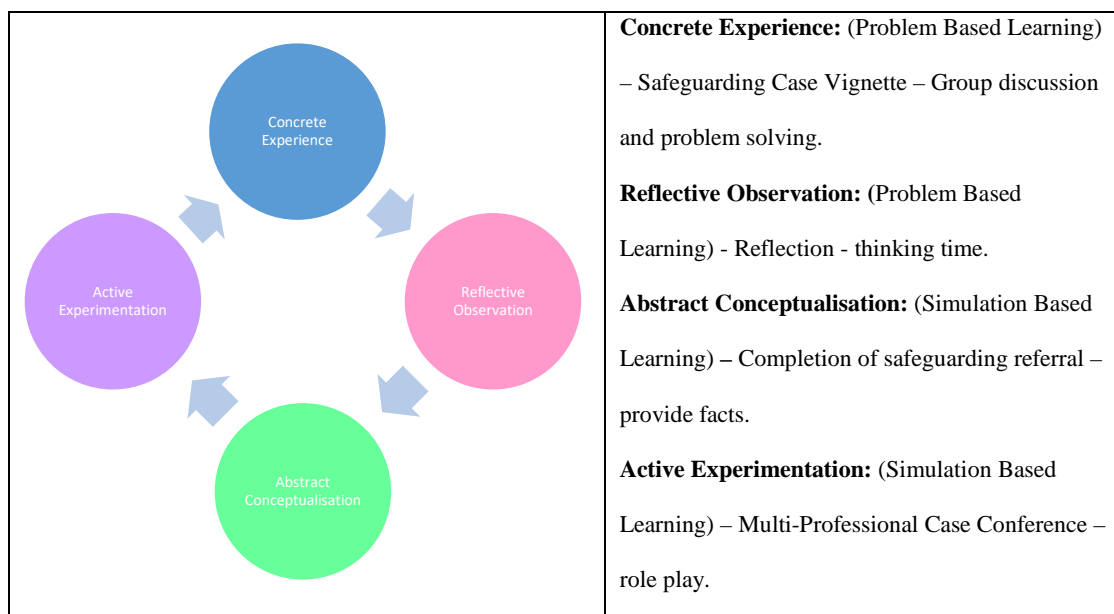 Concrete
Experience
Reflective
Observation
Abstract
Conceptualisation
Active
Experimentation
Concrete Experience: (Problem Based Learning)
– Safeguarding Case Vignette – Group discussion
and problem solving.
Reflective Observation: (Problem Based
Learning) - Reflection - thinking time.
Abstract Conceptualisation: (Simulation Based
Learning) – Completion of safeguarding referral –
provide facts.
Active Experimentation: (Simulation Based
Learning) – Multi-Professional Case Conference –
role play.